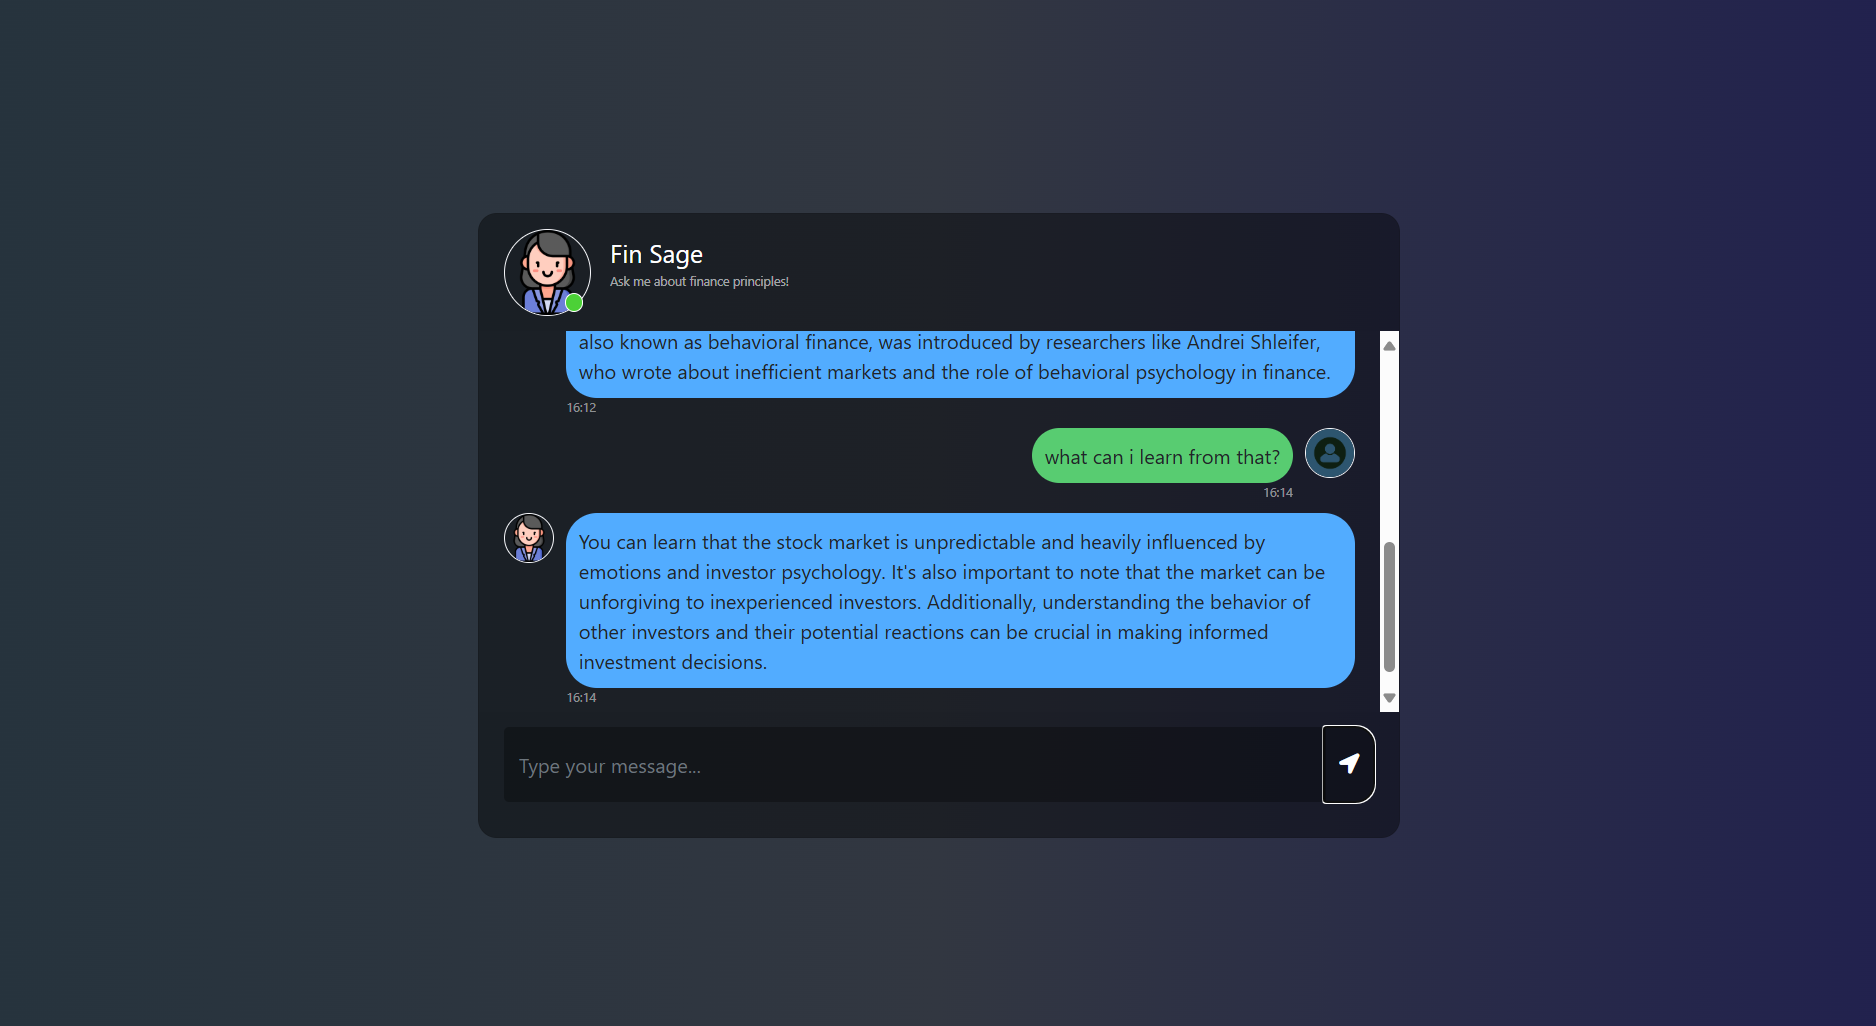 Fin Sage
Ask me about finance principles!
also known as behavioral finance, was introduced by researchers like Andrei Shleifer,
who wrote about inefficient markets and the role of behavioral psychology in finance.
16:12
what can i learn from that?
16:14
You can learn that the stock market is unpredictable and heavily influenced by
emotions and investor psychology. It's also important to note that the market can be
unforgiving to inexperienced investors. Additionally, understanding the behavior of
other investors and their potential reactions can be crucial in making informed
investment decisions.
16:14
Type your message...